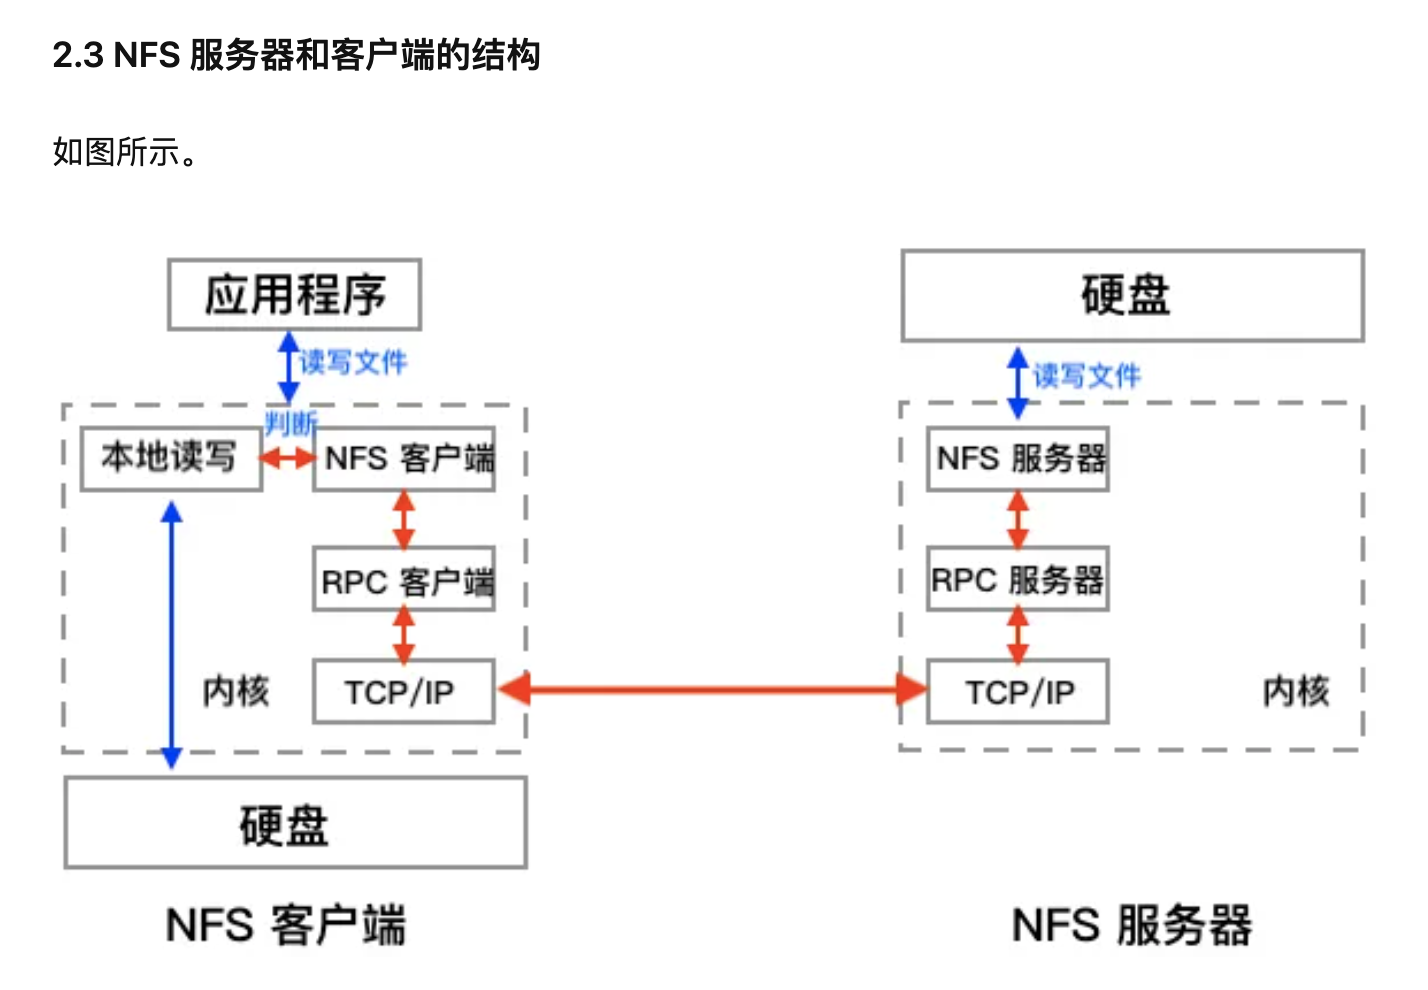 2.3 NFS 服务器和客户端的结构
如图所示。
应用程序
读写文件
判断
本地读写
NFS 客户端
RPC 客户端
内核
TCP/IP
硬盘
NFS 客户端
硬盘
读写文件
NFS 服务器
RPC 服务器
TCP/IP
内核
NFS 服务器